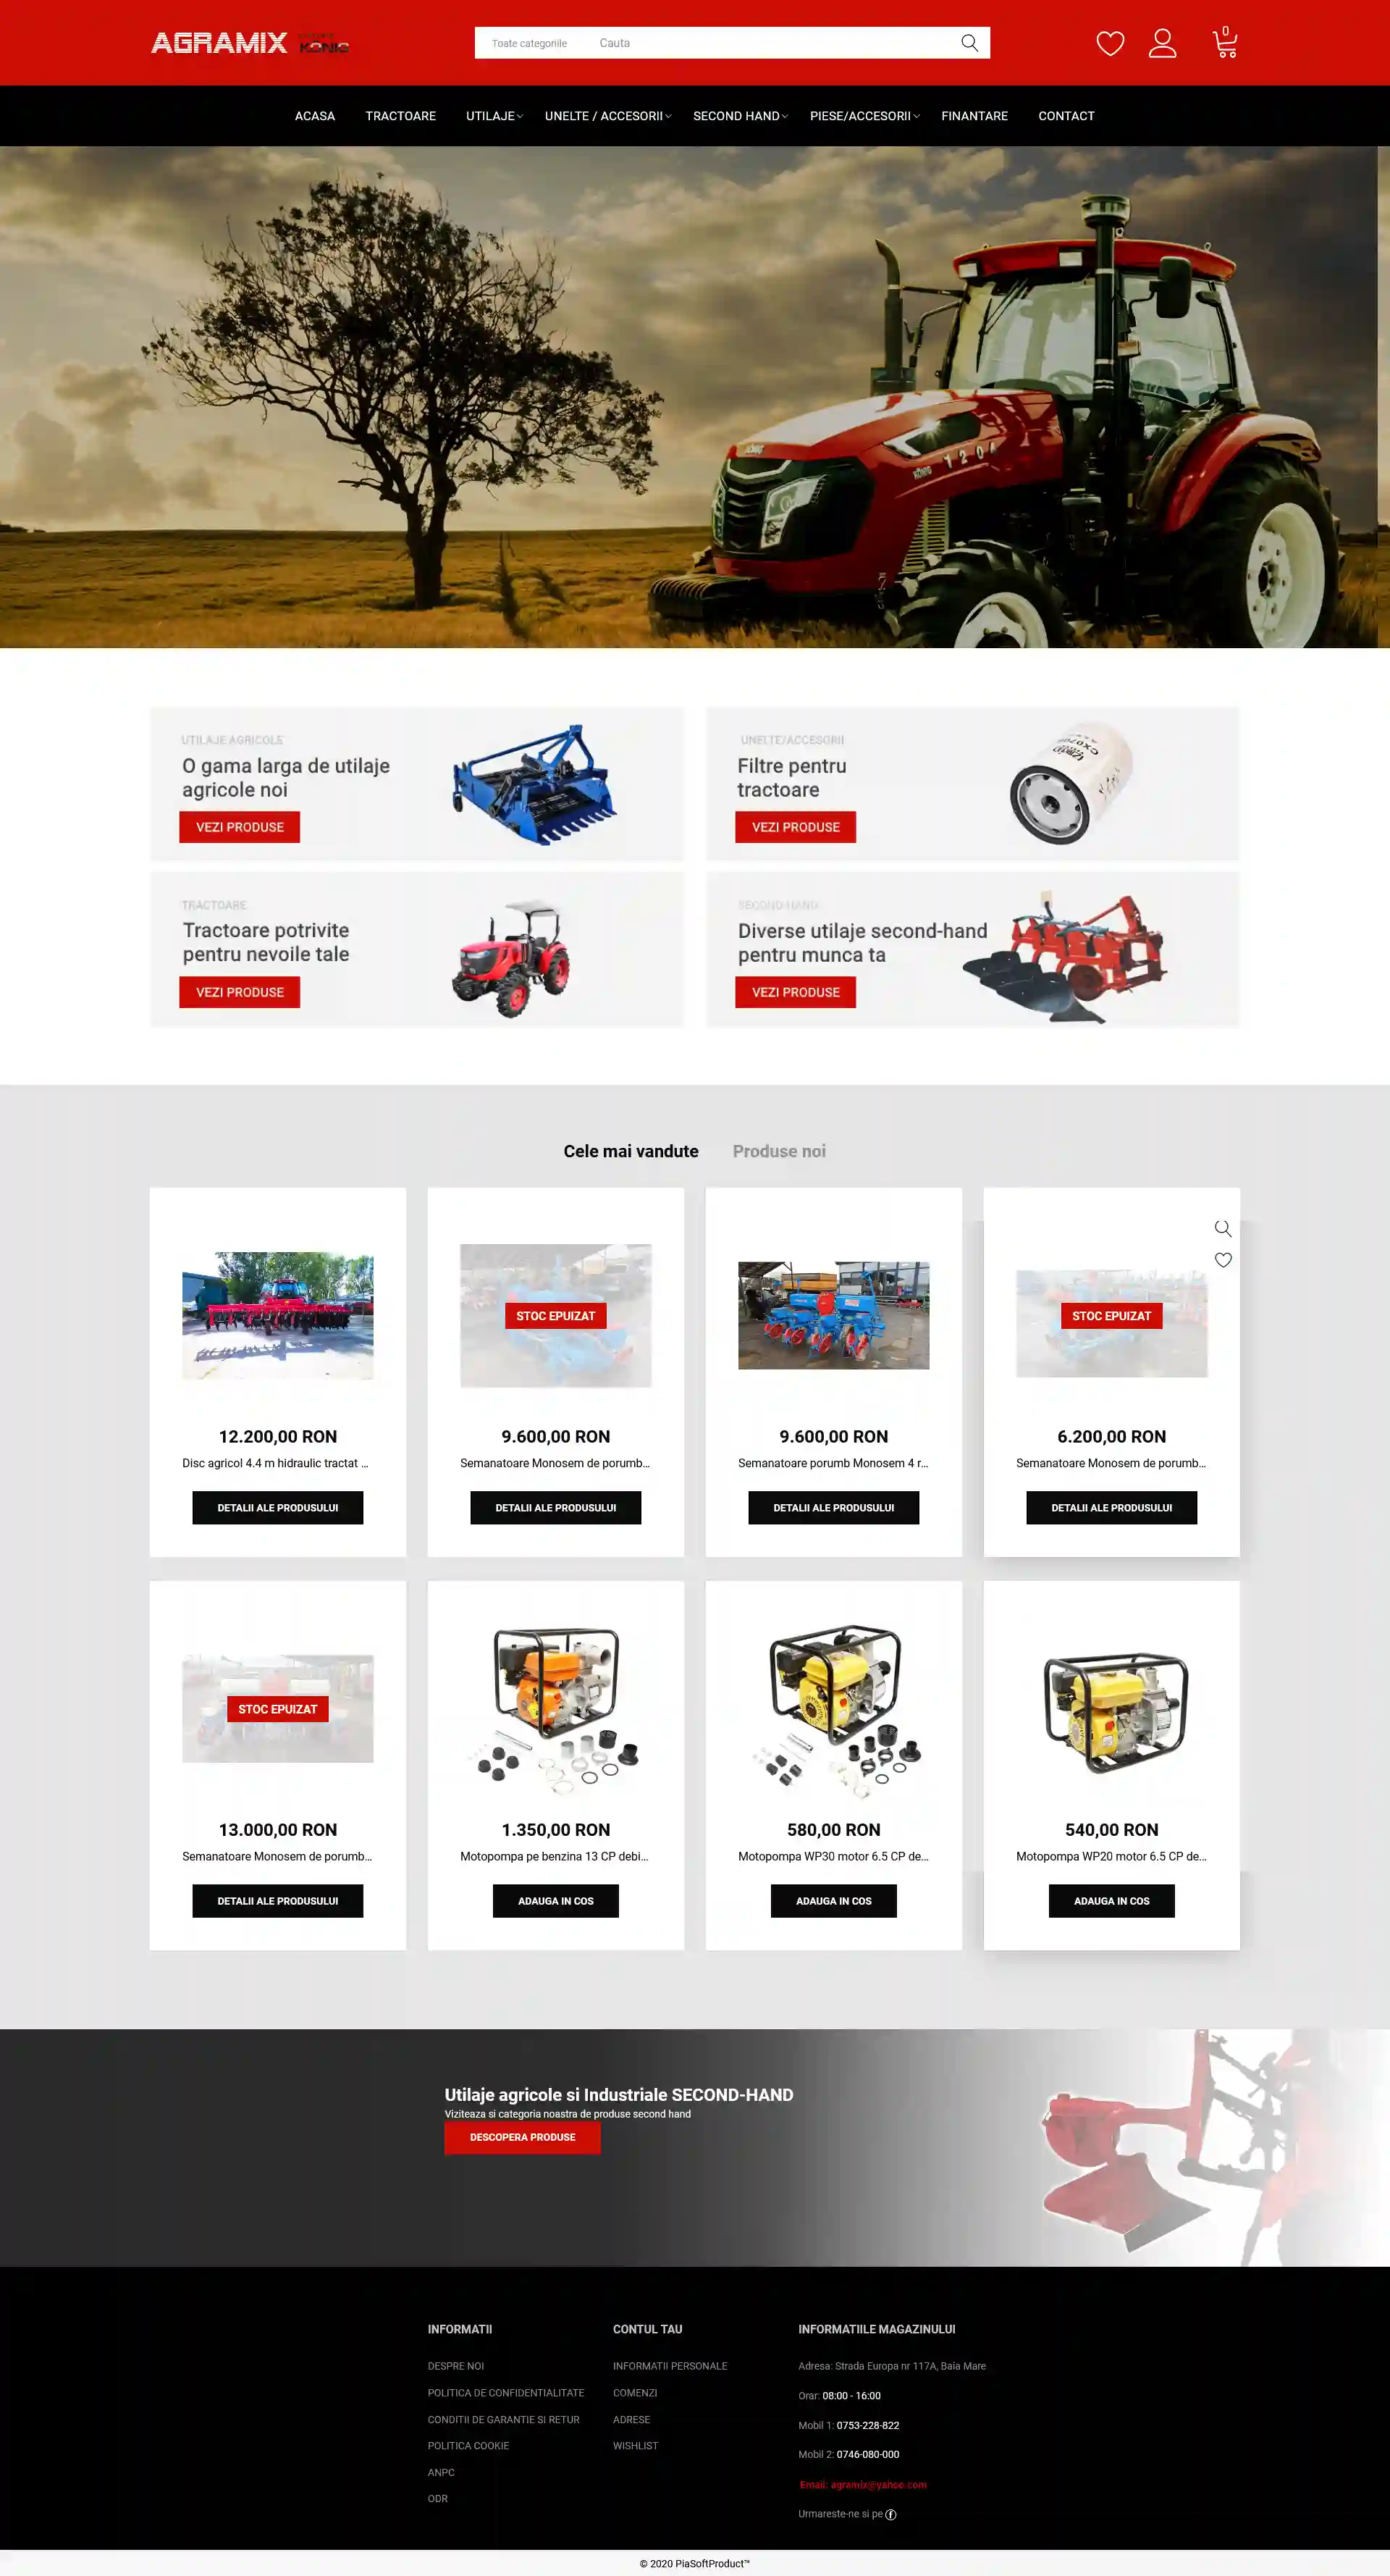 AGRAMIX
KÖNIG
Toate categoriile
Cauta
0
ACASA
TRACTOARE
UTILAJE
UNELTE / ACCESORII
SECOND HAND
PIESE/ACCESORII
FINANTARE
CONTACT
KÖNIG 120A
UTILAJE AGRICOLE
O gama larga de utilaje
agricole noi
VEZI PRODUSE
UNELTE/ACCESORII
Filtre pentru
tractoare
VEZI PRODUSE
TRACTOARE
Tractoare potrivite
pentru nevoile tale
VEZI PRODUSE
SECOND HAND
Diverse utilaje second-hand
pentru munca ta
VEZI PRODUSE
Cele mai vandute
Produse noi
12.200,00 RON
Disc agricol 4.4 m hidraulic tractat ...
DETALII ALE PRODUSULUI
STOC EPUIZAT
9.600,00 RON
Semanatoare Monosem de porumb...
DETALII ALE PRODUSULUI
9.600,00 RON
Semanatoare porumb Monosem 4 r...
DETALII ALE PRODUSULUI
STOC EPUIZAT
6.200,00 RON
Semanatoare Monosem de porumb...
DETALII ALE PRODUSULUI
STOC EPUIZAT
13.000,00 RON
Semanatoare Monosem de porumb...
DETALII ALE PRODUSULUI
1.350,00 RON
Motopompa pe benzina 13 CP debi...
ADAUGA IN COS
580,00 RON
Motopompa WP30 motor 6.5 CP de...
ADAUGA IN COS
540,00 RON
Motopompa WP20 motor 6.5 CP de...
ADAUGA IN COS
Utilaje agricole si Industriale SECOND-HAND
Viziteaza si categoria noastra de produse second hand
DESCOPERA PRODUSE
INFORMATII
DESPRE NOI
POLITICA DE CONFIDENTIALITATE
CONDITII DE GARANTIE SI RETUR
POLITICA COOKIE
ANPC
ODR
CONTUL TAU
INFORMATII PERSONALE
COMENZI
ADRESE
WISHLIST
INFORMATIILE MAGAZINULUI
Adresa: Strada Europa nr 117A, Baia Mare
Orar: 08:00 - 16:00
Mobil 1: 0753-228-822
Mobil 2: 0746-080-000
Email: agramix@yahoo.com
Urmareste-ne si pe
© 2020 PiaSoftProduct™